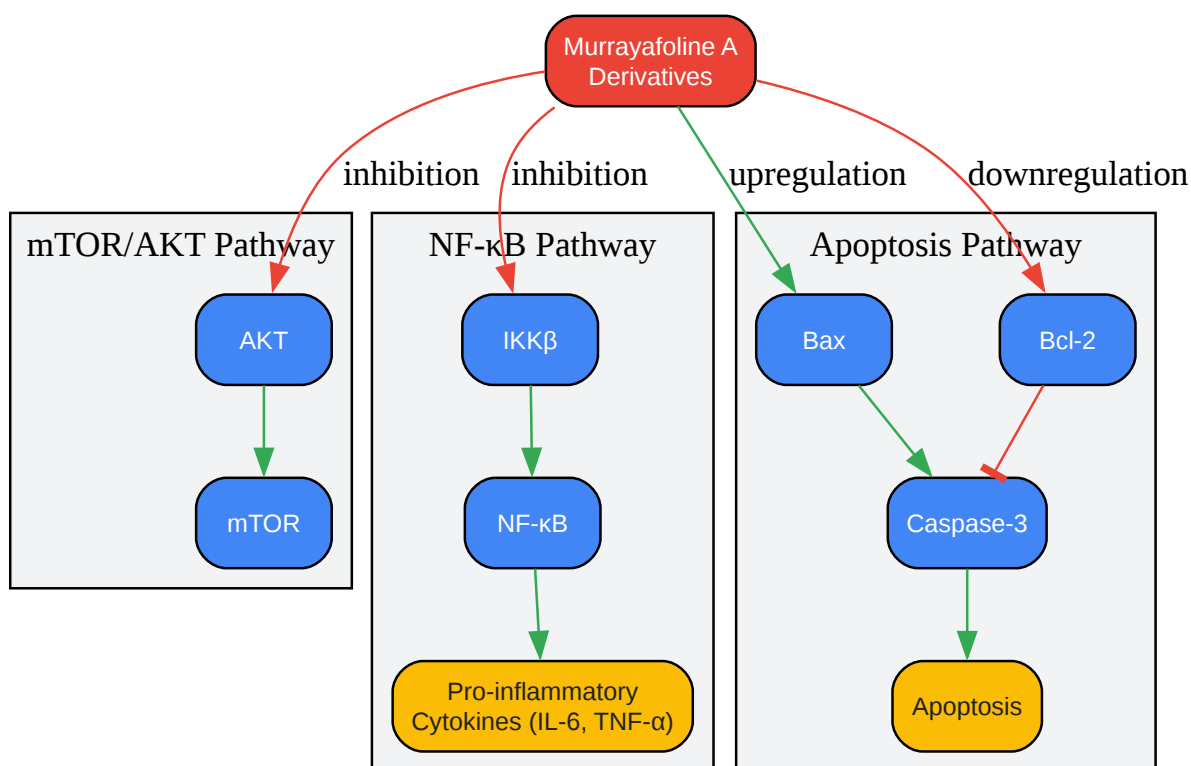 Murrayafoline A
Derivatives
inhibition
inhibition
upregulation
downregulation
mTOR/AKT Pathway
NF-κB Pathway
Apoptosis Pathway
AKT
IKKβ
Bax
Bcl-2
mTOR
NF-κB
Caspase-3
Pro-inflammatory
Cytokines (IL-6, TNF-α)
Apoptosis